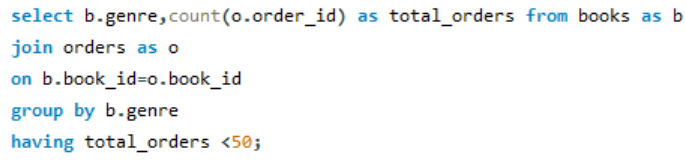 select b.genre,count(o.order_id) as total_orders from books as b
join orders as o
on b.book_id=o.book_id
group by b.genre
having total_orders <50;